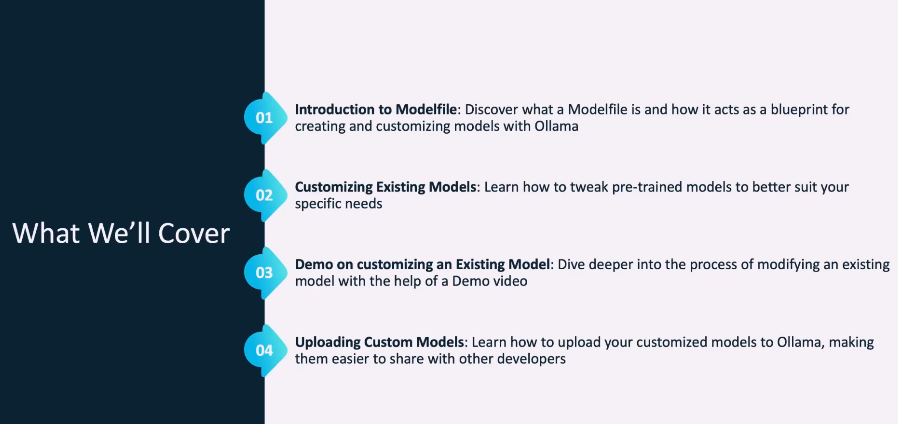 What We'll Cover
01
Introduction to Modelfile: Discover what a Modelfile is and how it acts as a blueprint for
creating and customizing models with Ollama
02
Customizing Existing Models: Learn how to tweak pre-trained models to better suit your
specific needs
03
Demo on customizing an Existing Model: Dive deeper into the process of modifying an existing
model with the help of a Demo video
04
Uploading Custom Models: Learn how to upload your customized models to Ollama, making
them easier to share with other developers